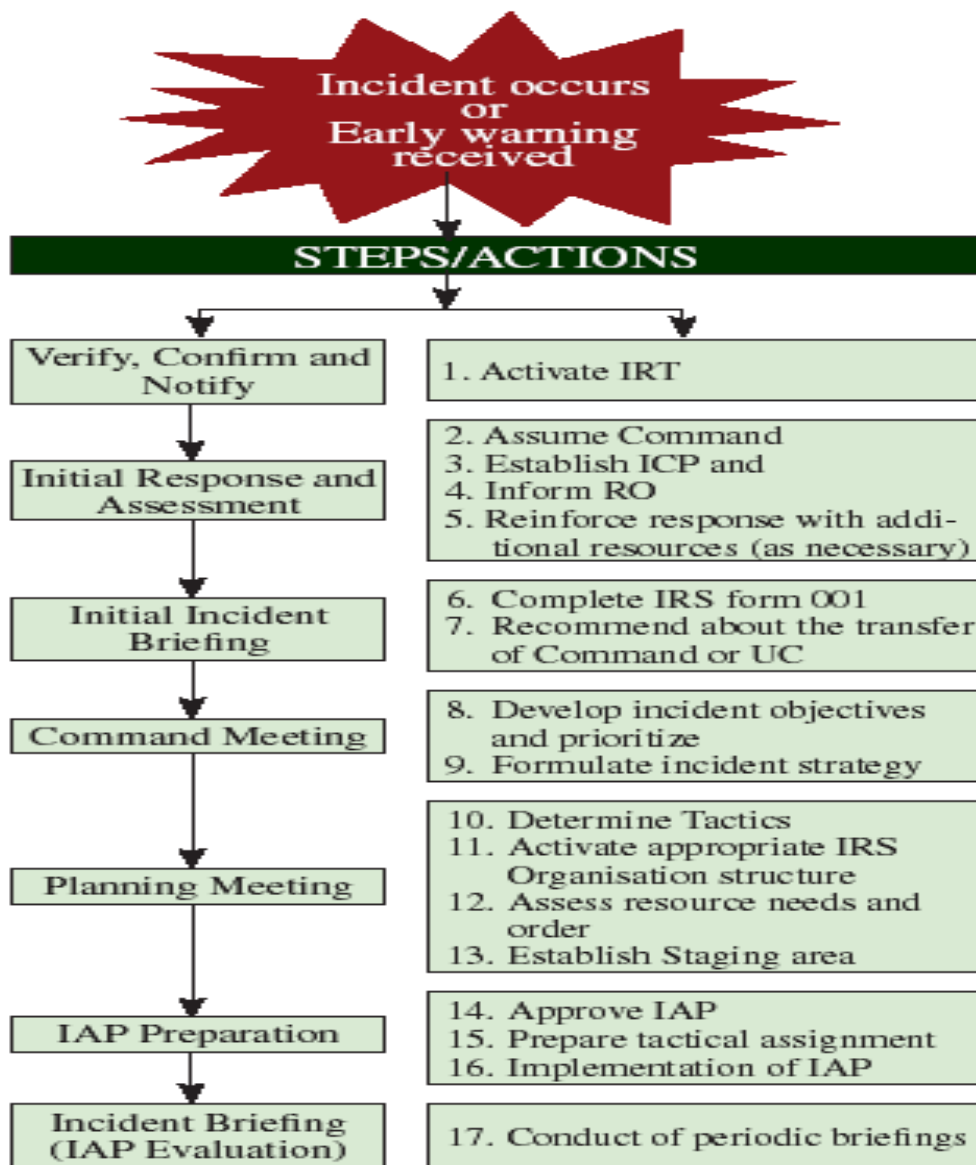 Incident occurs
or
Early warning
received
STEPS/ACTIONS
Verify, Confirm and
Notify
1. Activate IRT
Initial Response and
Assessment
2. Assume Command
3. Establish ICP and
4. Inform RO
5. Reinforce response with addi-
tional resources (as necessary)
Initial Incident
Briefing
6. Complete IRS form 001
7. Recommend about the transfer
of Command or UC
Command Meeting
8. Develop incident objectives
and prioritize
9. Formulate incident strategy
Planning Meeting
10. Determine Tactics
11. Activate appropriate IRS
Organisation structure
12. Assess resource needs and
order
13. Establish Staging area
IAP Preparation
14. Approve IAP
15. Prepare tactical assignment
16. Implementation of IAP
Incident Briefing
(IAP Evaluation)
17. Conduct of periodic briefings